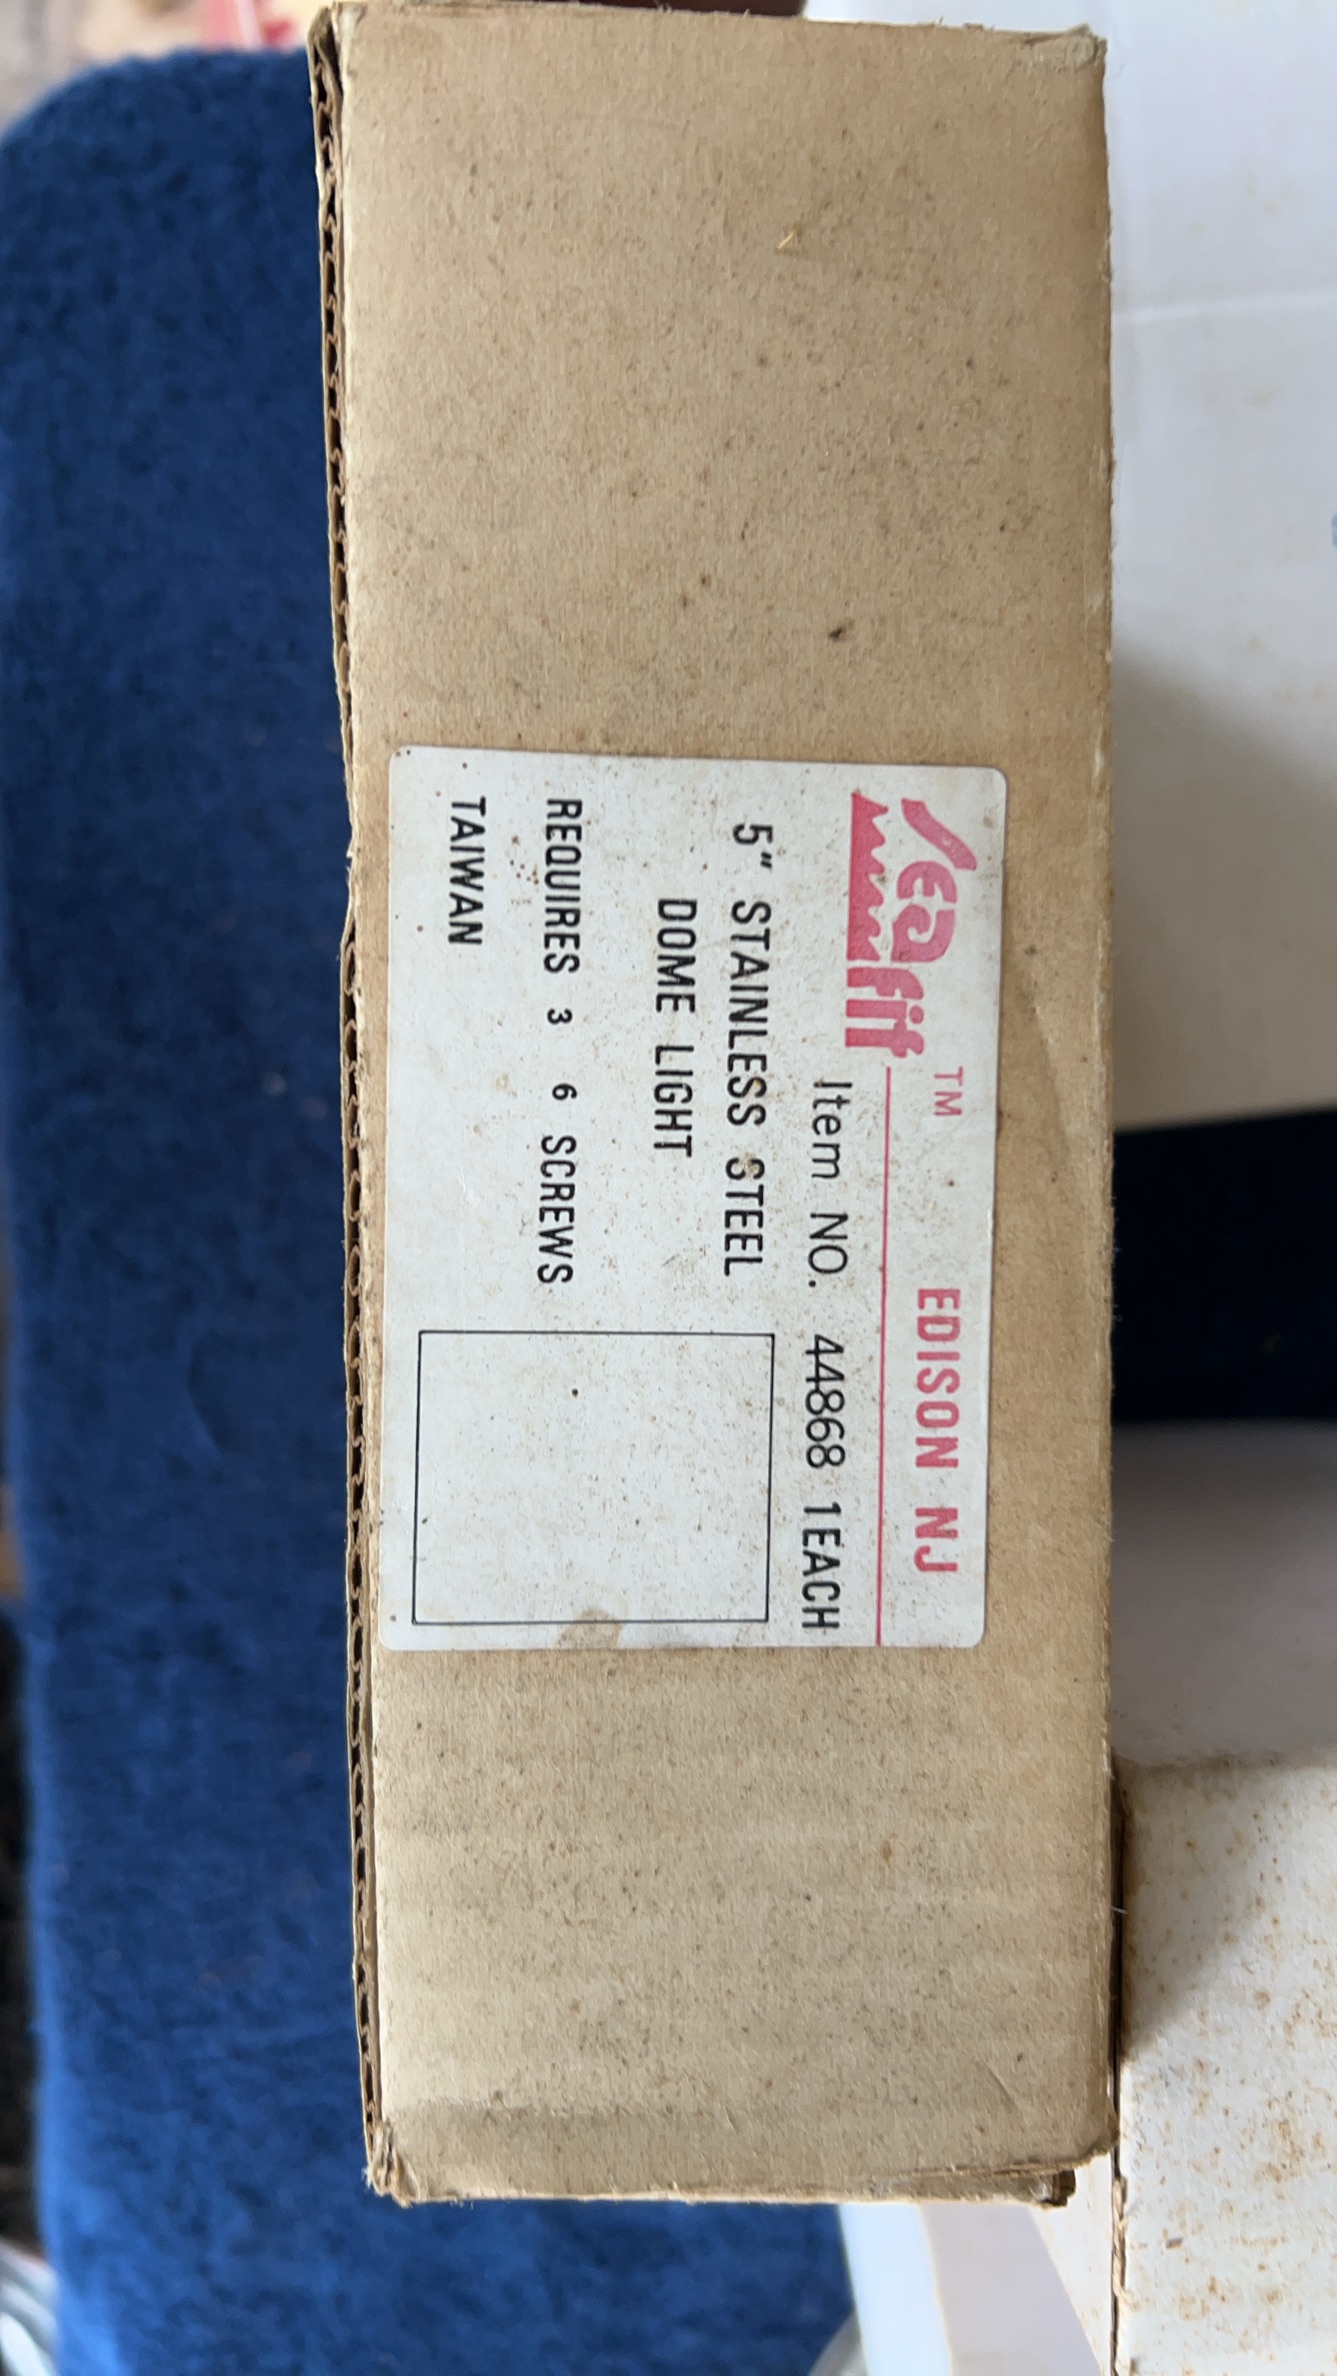 Seafit ™ EDISON NJ
Item NO. 44868 1EACH
5" STAINLESS STEEL
DOME LIGHT
REQUIRES 3 6 SCREWS
TAIWAN